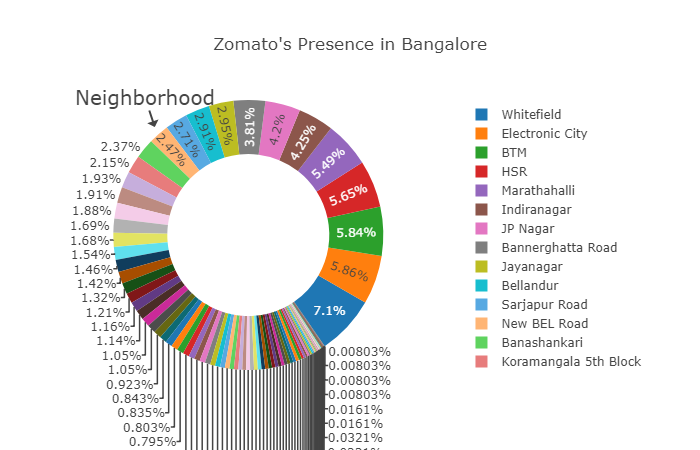 Zomato's Presence in Bangalore
Neighborhood
7.1%
5.86%
5.84%
5.65%
5.49%
4.25%
4.2%
3.81%
2.95%
2.91%
2.71%
2.47%
2.37%
2.15%
1.93%
1.91%
1.88%
1.69%
1.68%
1.54%
1.46%
1.42%
1.32%
1.21%
1.16%
1.14%
1.05%
1.05%
0.923%
0.843%
0.835%
0.803%
0.795%
0.00803%
0.00803%
0.00803%
0.00803%
0.0161%
0.0161%
0.0321%
Whitefield
Electronic City
BTM
HSR
Marathahalli
Indiranagar
JP Nagar
Bannerghatta Road
Jayanagar
Bellandur
Sarjapur Road
New BEL Road
Banashankari
Koramangala 5th Block